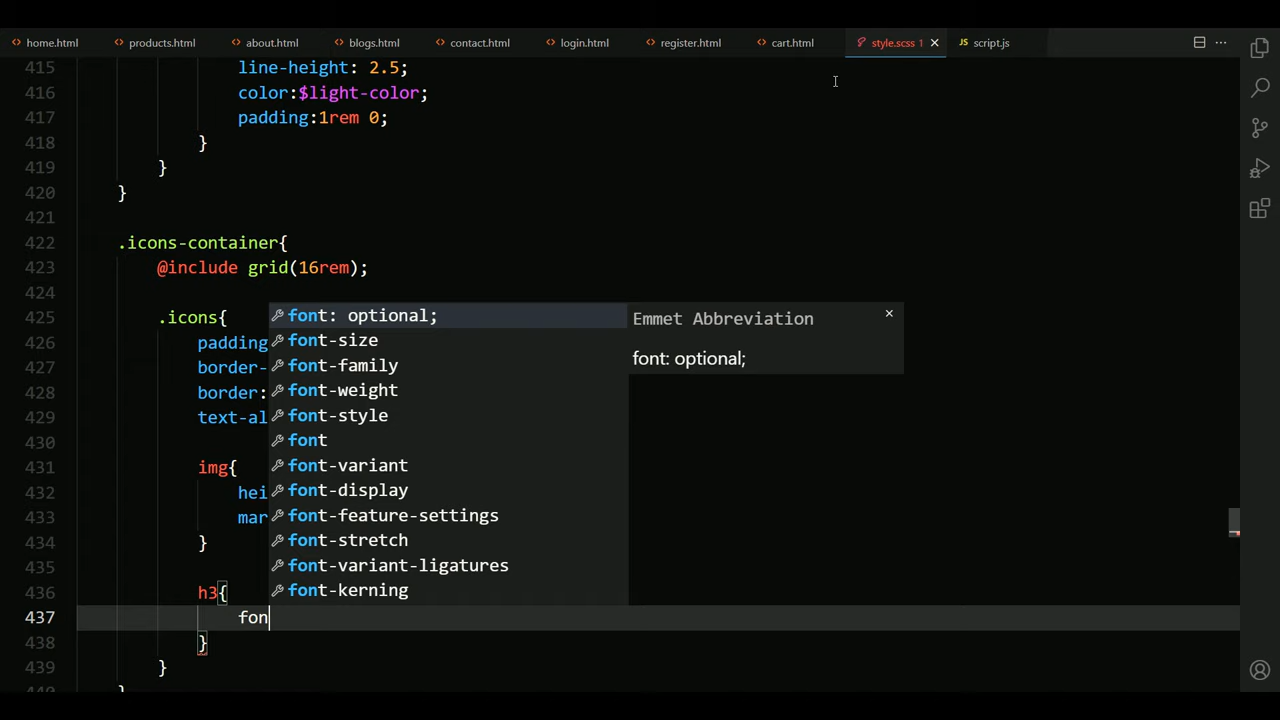 home.html products.html about.html blogs.html contact.html login.html register.html cart.html style.scss 1 JS script.js
415 line-height: 2.5;
416 color:$light-color;
417 padding:1rem 0;
418 }
419 }
420 }
421
422 .icons-container{
423 @include grid(16rem);
424
425 .icons{
426 padding
427 border-
428 border:
429 text-al
430
431 img{
432 hei
433 mar
434 }
435
436 h3{
437 fon
438 }
439 }
440 }
font: optional;
font-size
font-family
font-weight
font-style
font
font-variant
font-display
font-feature-settings
font-stretch
font-variant-ligatures
font-kerning
Emmet Abbreviation
font: optional;